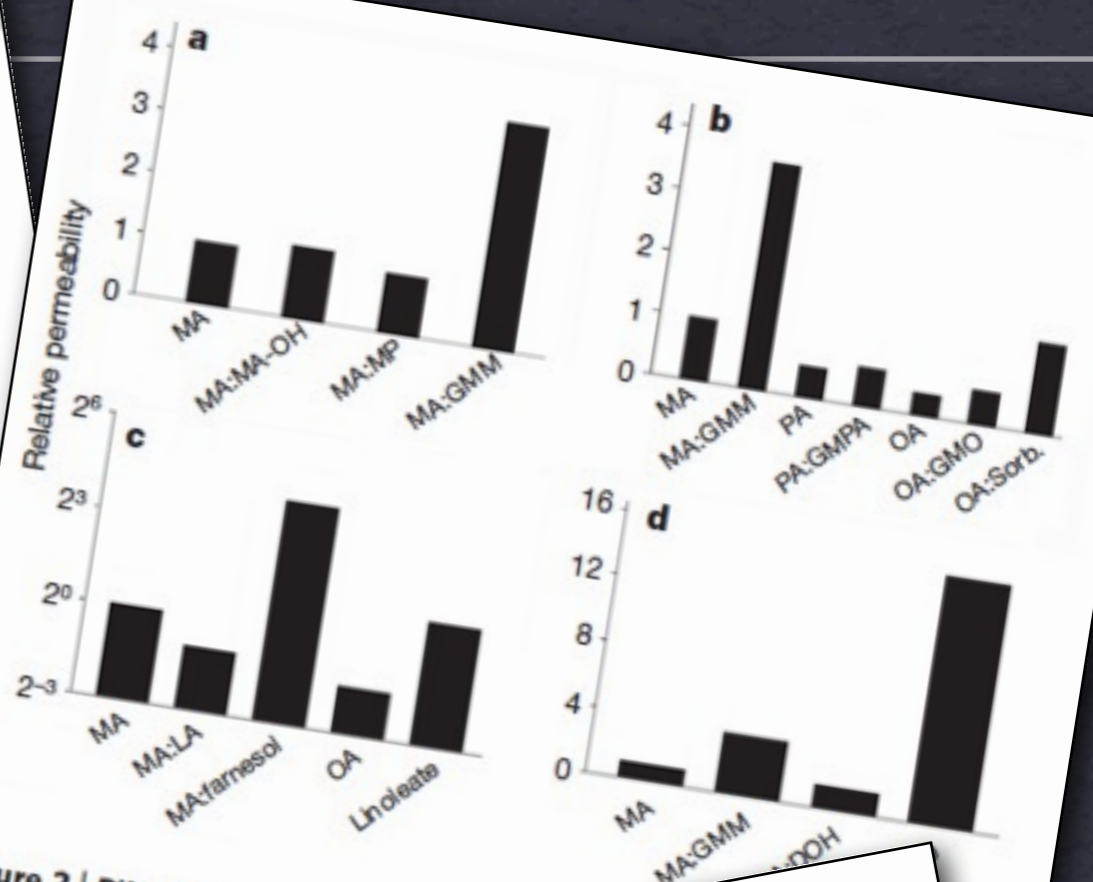 Relative permeability
a
4
3
2
1
0
MA
MA:MA-OH
MA:MP
MA:GMM
b
4
3
2
1
0
MA
MA:GMM
PA
PA:GMPA
OA
OA:GMO
OA:Sorb.
c
2⁶
2³
2⁰
2⁻³
MA
MA:LA
MA:farnesol
OA
Linoleate
d
16
12
8
4
0
MA
MA:GMM
DOH
2 |